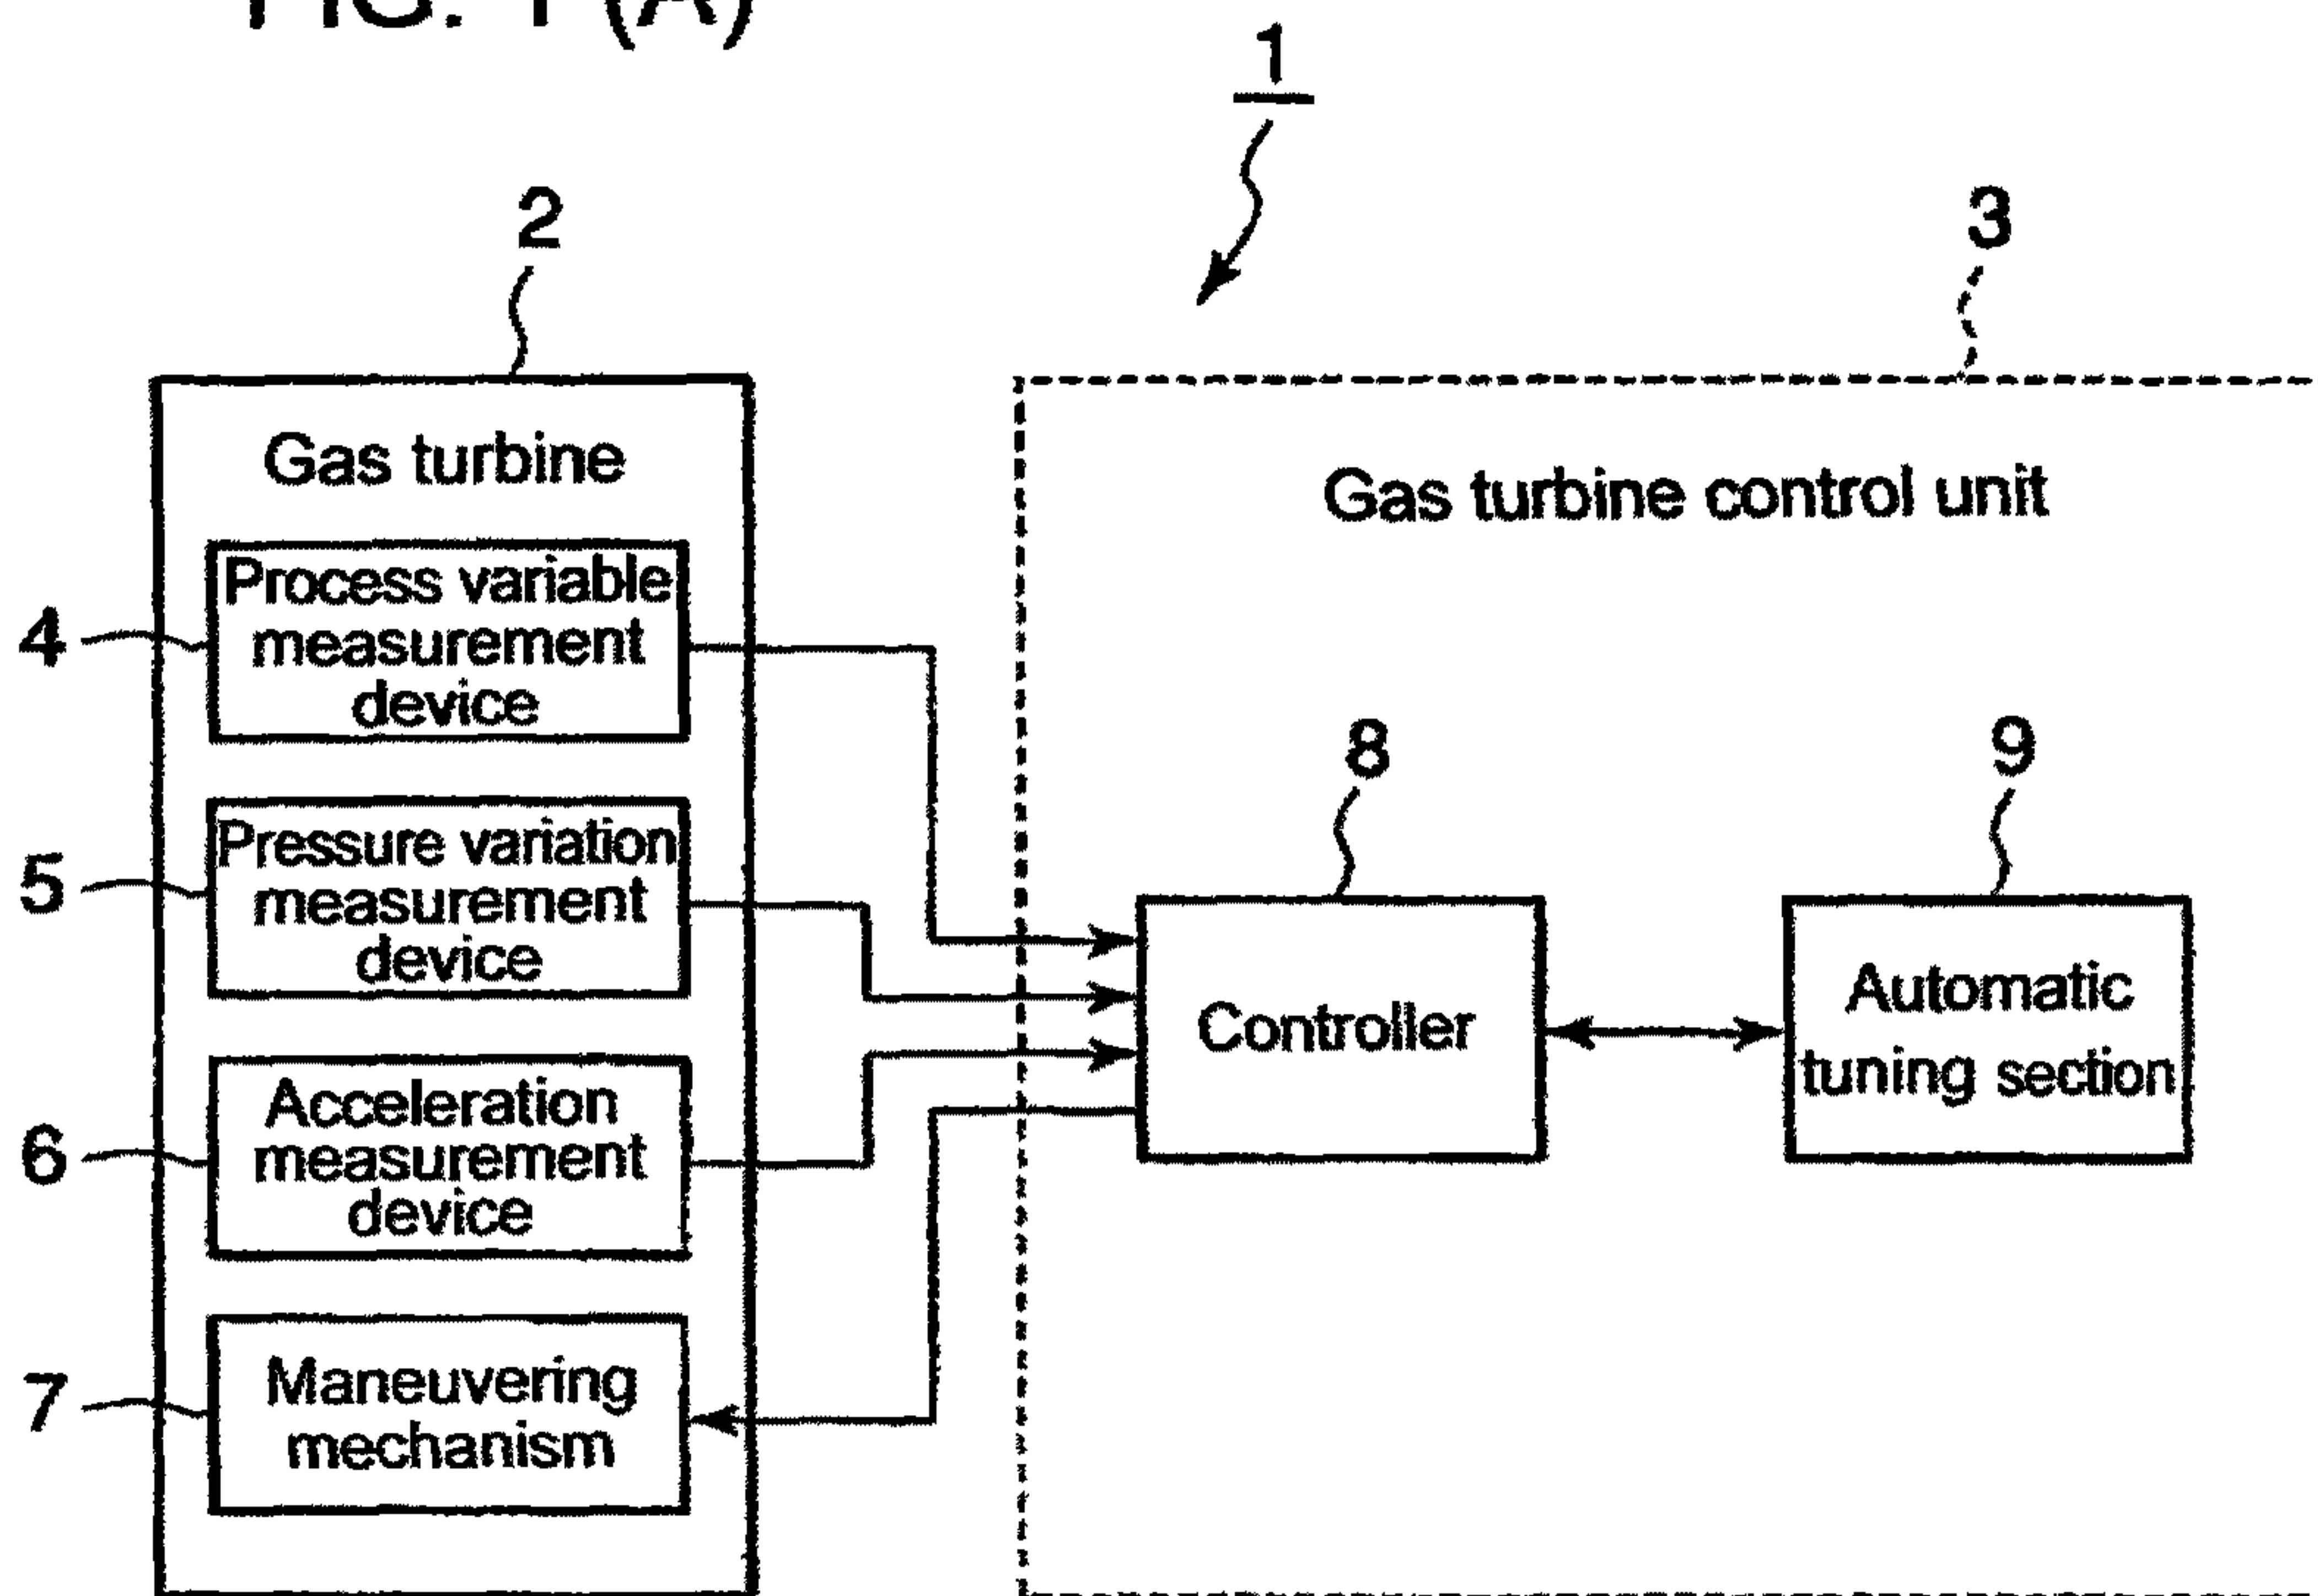 FIG. 1 (A)
1
2
3
Gas turbine
Gas turbine control unit
4
Process variable
measurement
device
5
Pressure variation
measurement
device
6
Acceleration
measurement
device
7
Maneuvering
mechanism
8
Controller
9
Automatic
tuning section